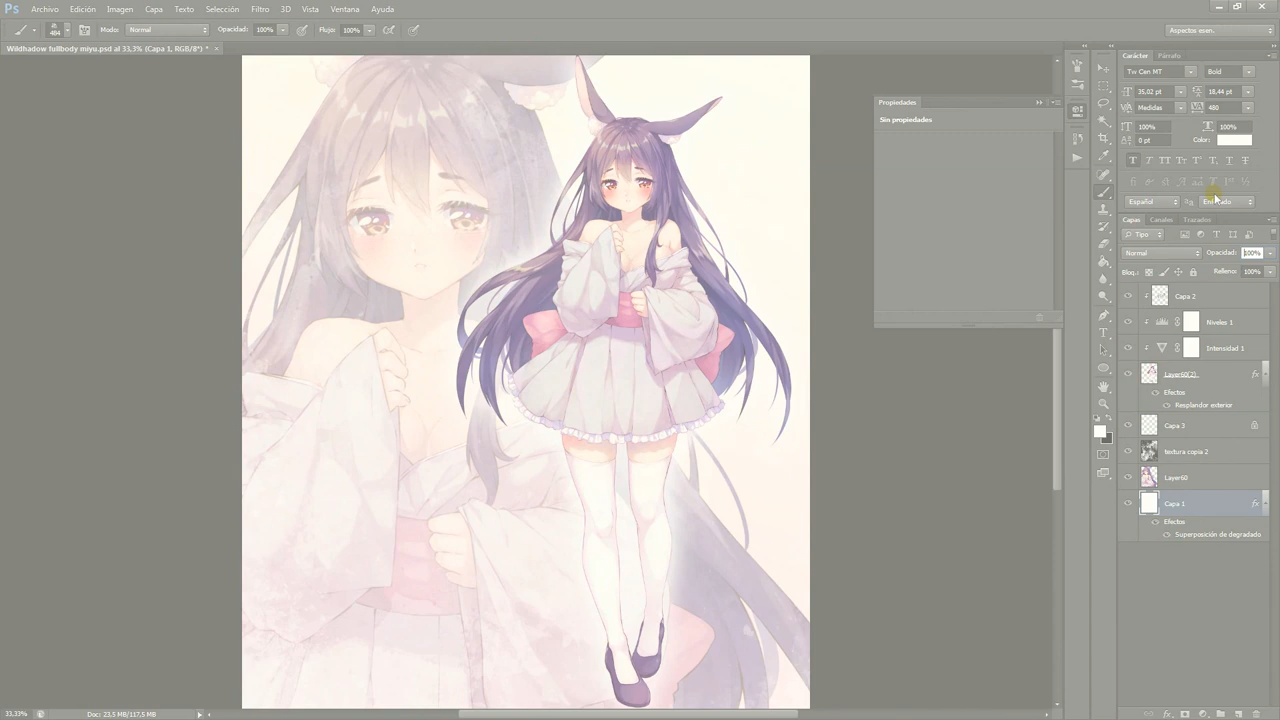 Ps Archivo Edición Imagen Capa Texto Selección Filtro 3D Vista Ventana Ayuda
484 Modo: Normal Opacidad: 100% Flujo: 100% Aspectos esen.
Wildhadow fullbody miyu.psd al 33,3% (Capa 1, RGB/8*) * ×
Carácter Párrafo
Tw Cen MT Bold
35,02 pt 18,44 pt
Medidas 480
100% 100%
0 pt Color:
Español
Propiedades
Sin propiedades
Capas Canales Trazados
Tipo
Normal Opacidad: 100%
Bloq.: Relleno: 100%
Capa 2
Niveles 1
Intensidad 1
Layer60(2)
Efectos
Resplandor exterior
Capa 3
textura copia 2
Layer60
Capa 1
Efectos
Superposición de degradado
33,33% Doc: 23,5 MB/117,5 MB